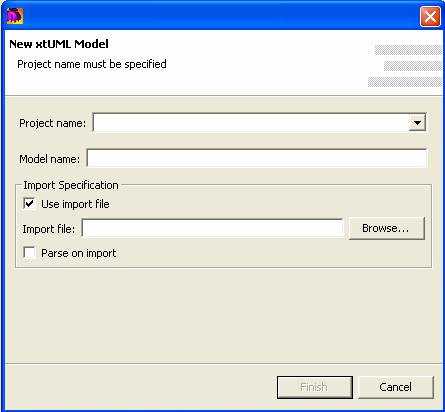 New xtUML Model
Project name must be specified
Project name:
Model name:
Import Specification
Use import file
Import file:
Browse...
Parse on import
Finish
Cancel